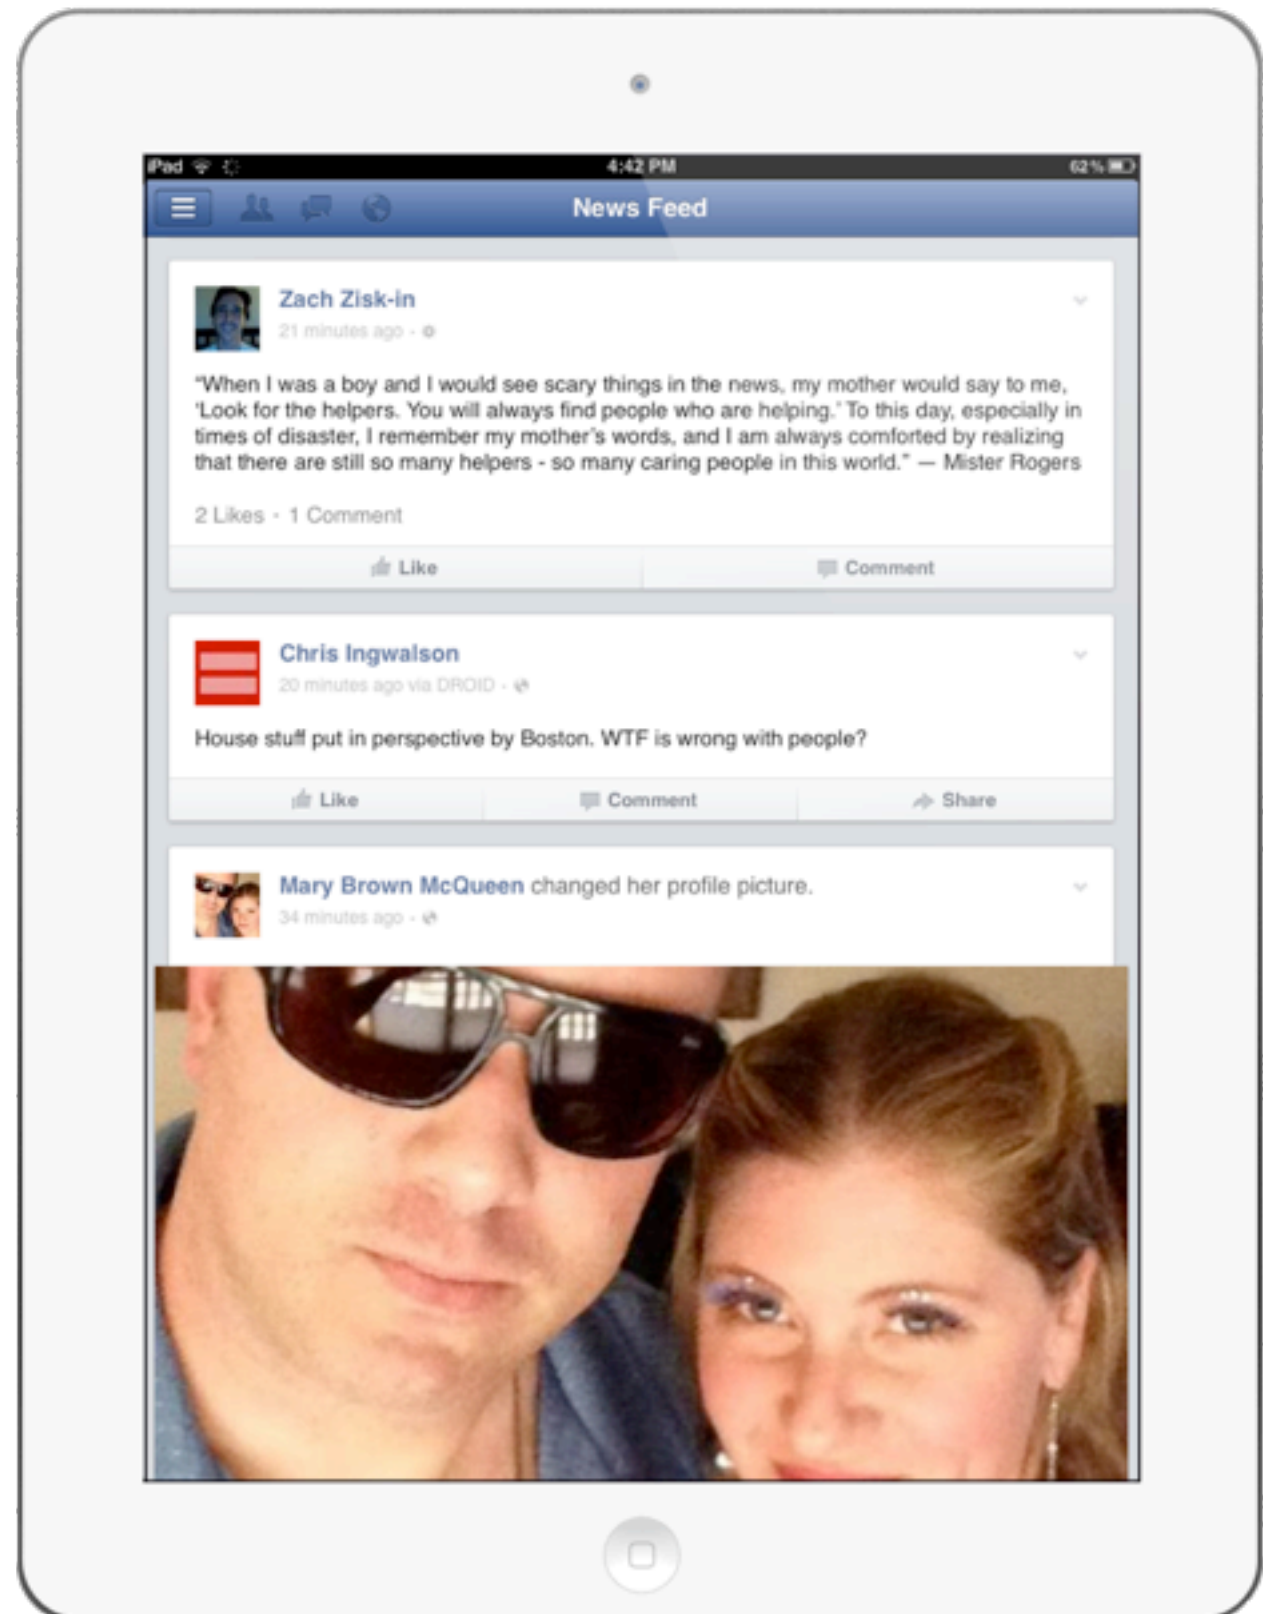 iPad 4:42 PM 62%
News Feed
Zach Zisk-in
21 minutes ago ·
“When I was a boy and I would see scary things in the news, my mother would say to me,
‘Look for the helpers. You will always find people who are helping.’ To this day, especially in
times of disaster, I remember my mother’s words, and I am always comforted by realizing
that there are still so many helpers - so many caring people in this world.” — Mister Rogers
2 Likes · 1 Comment
Like Comment
Chris Ingwalson
20 minutes ago via DROID ·
House stuff put in perspective by Boston. WTF is wrong with people?
Like Comment Share
Mary Brown McQueen changed her profile picture.
34 minutes ago ·